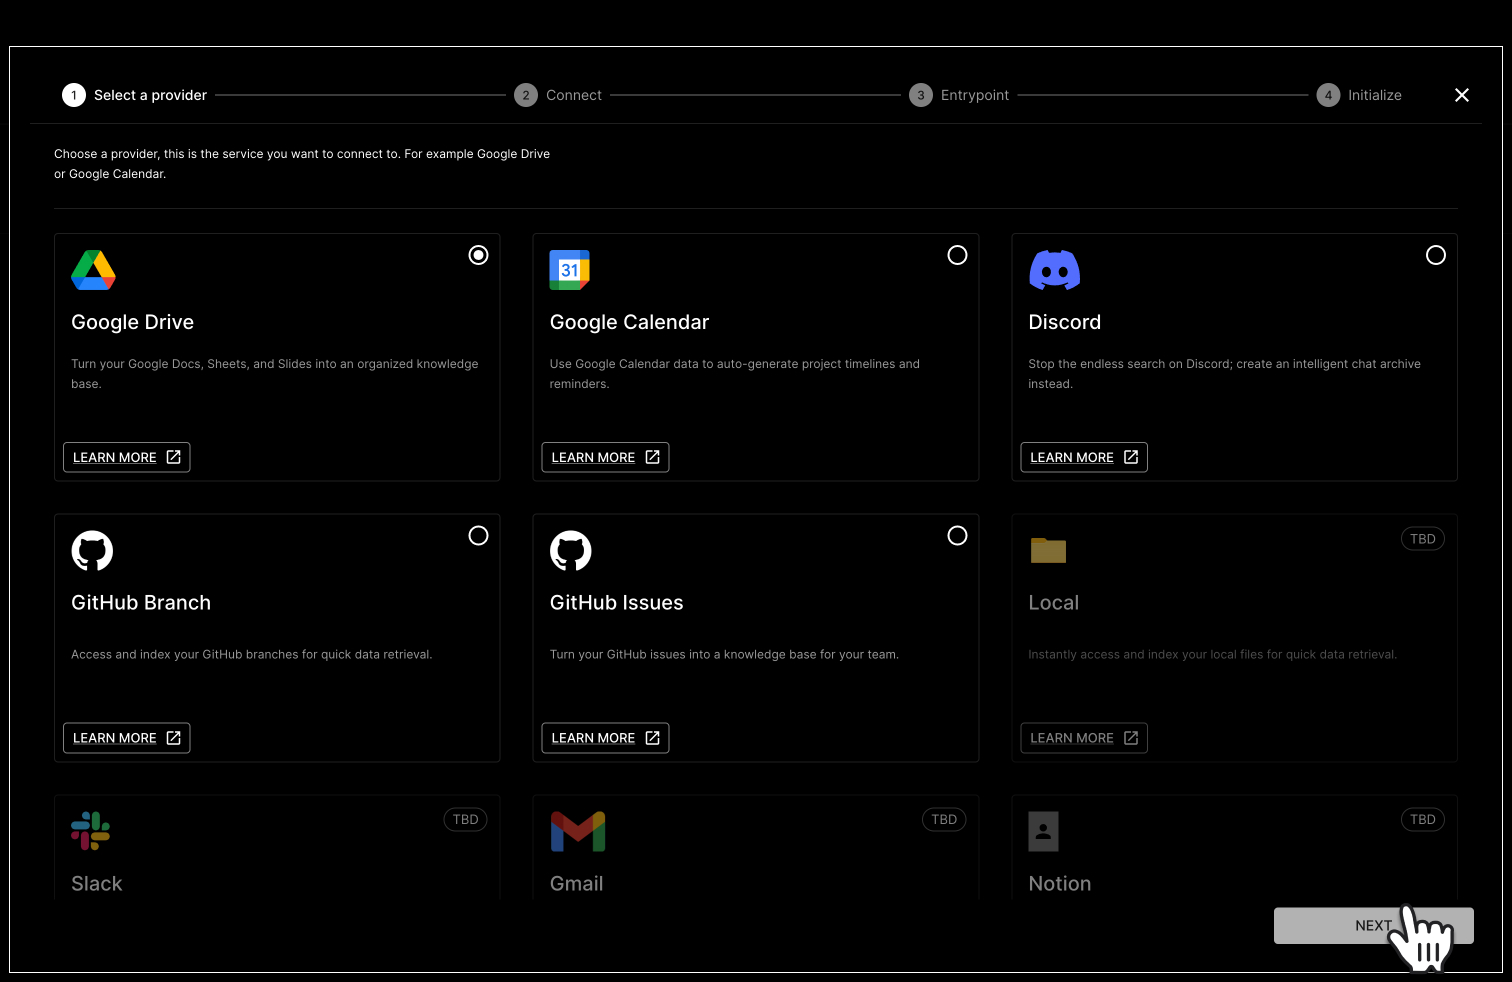 1 Select a provider
2 Connect
3 Entrypoint
4 Initialize
Choose a provider, this is the service you want to connect to. For example Google Drive
or Google Calendar.
Google Drive
Turn your Google Docs, Sheets, and Slides into an organized knowledge
base.
LEARN MORE
31
Google Calendar
Use Google Calendar data to auto-generate project timelines and
reminders.
LEARN MORE
Discord
Stop the endless search on Discord; create an intelligent chat archive
instead.
LEARN MORE
GitHub Branch
Access and index your GitHub branches for quick data retrieval.
LEARN MORE
GitHub Issues
Turn your GitHub issues into a knowledge base for your team.
LEARN MORE
TBD
Local
Instantly access and index your local files for quick data retrieval.
LEARN MORE
TBD
Slack
TBD
Gmail
TBD
Notion
NEXT